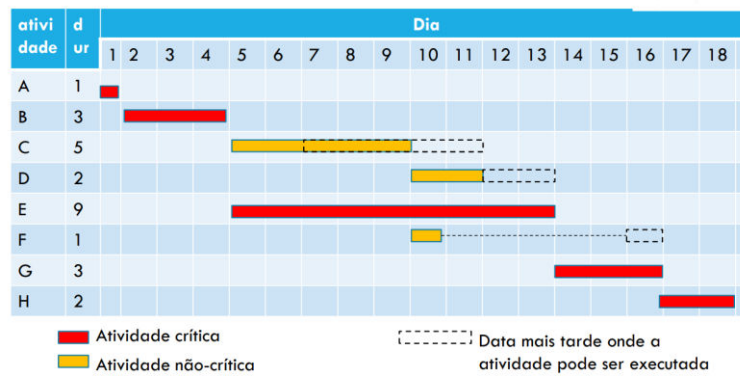 ativi dade d ur Dia
1 2 3 4 5 6 7 8 9 10 11 12 13 14 15 16 17 18
A 1
B 3
C 5
D 2
E 9
F 1
G 3
H 2
Atividade crítica
Atividade não-crítica
Data mais tarde onde a
atividade pode ser executada